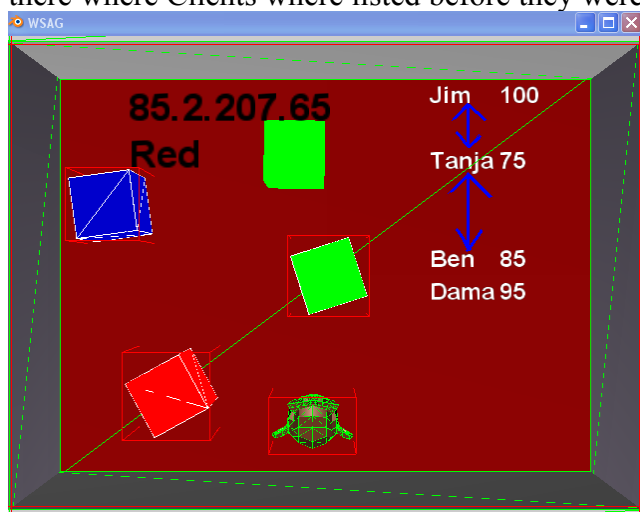 there where Clients where listed before they were
WSAG
85.2.207.65
Red
Jim 100
Tanja 75
Ben 85
Dama 95